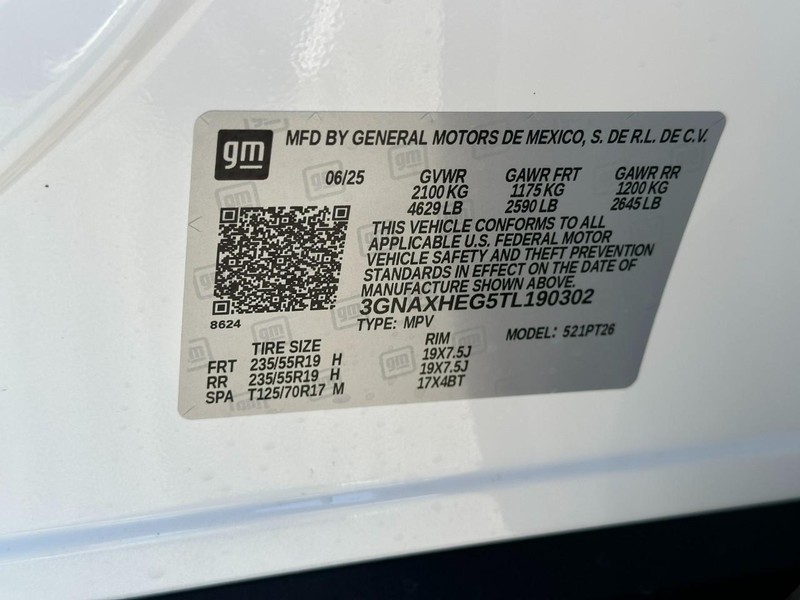 gm MFD BY GENERAL MOTORS DE MEXICO, S. DE R.L. DE C.V.
06/25 GVWR GAWR FRT GAWR RR
2100 KG 1175 KG 1200 KG
4629 LB 2590 LB 2645 LB
THIS VEHICLE CONFORMS TO ALL
APPLICABLE U.S. FEDERAL MOTOR
VEHICLE SAFETY AND THEFT PREVENTION
STANDARDS IN EFFECT ON THE DATE OF
MANUFACTURE SHOWN ABOVE.
3GNAXHEG5TL190302
8624 TYPE: MPV MODEL: 521PT26
TIRE SIZE RIM
FRT 235/55R19 H 19X7.5J
RR 235/55R19 H 19X7.5J
SPA T125/70R17 M 17X4BT